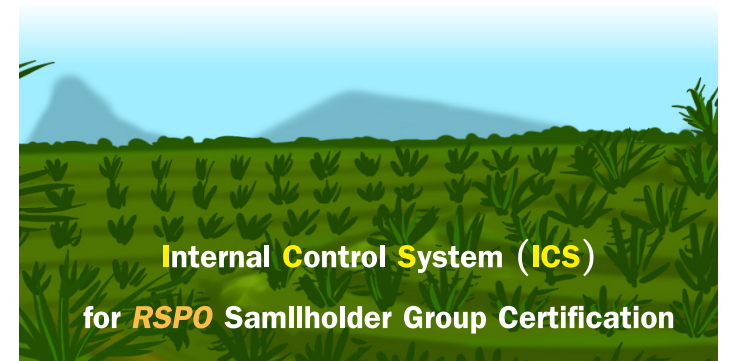 Internal Control System (ICS)
for RSPO Samllholder Group Certification